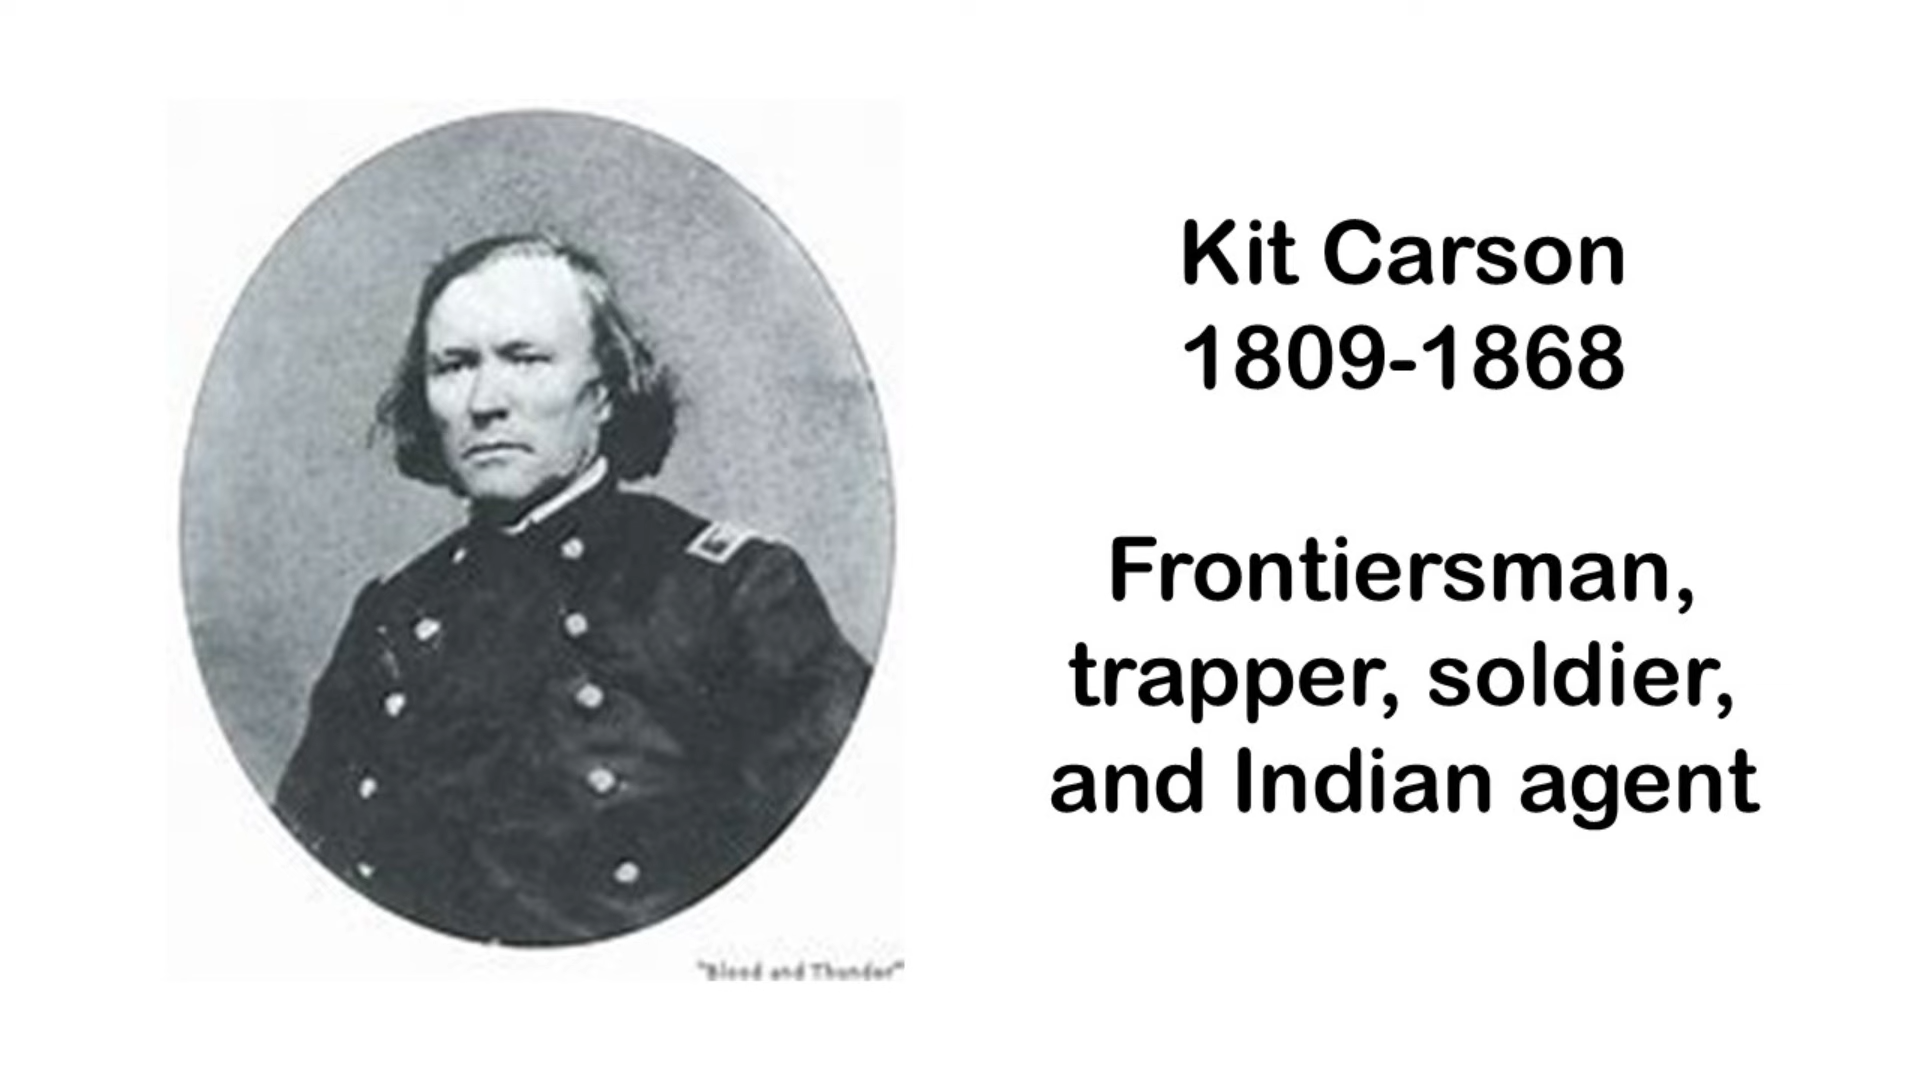 Kit Carson
1809-1868
Frontiersman,
trapper, soldier,
and Indian agent
"Blood and Thunder"